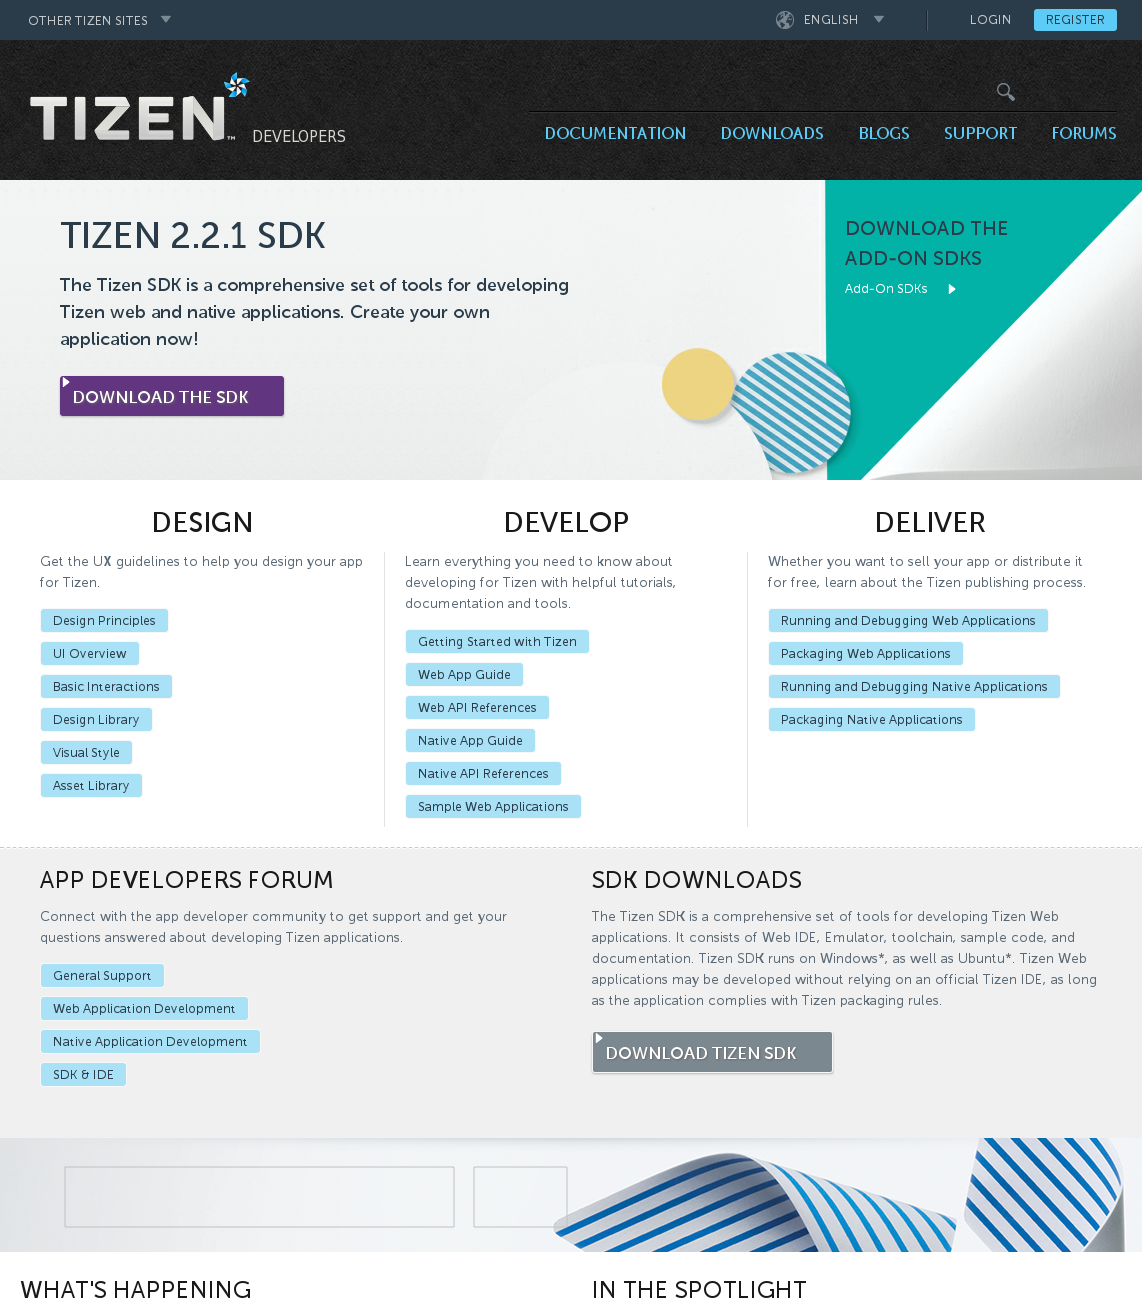 OTHER TIZEN SITES
ENGLISH
LOGIN
REGISTER
TIZEN™
DEVELOPERS
DOCUMENTATION
DOWNLOADS
BLOGS
SUPPORT
FORUMS
TIZEN 2.2.1 SDK
The Tizen SDK is a comprehensive set of tools for developing
Tizen web and native applications. Create your own
application now!
DOWNLOAD THE SDK
DOWNLOAD THE
ADD-ON SDKS
Add-On SDKs
DESIGN
Get the UX guidelines to help you design your app
for Tizen.
Design Principles
UI Overview
Basic Interactions
Design Library
Visual Style
Asset Library
DEVELOP
Learn everything you need to know about
developing for Tizen with helpful tutorials,
documentation and tools.
Getting Started with Tizen
Web App Guide
Web API References
Native App Guide
Native API References
Sample Web Applications
DELIVER
Whether you want to sell your app or distribute it
for free, learn about the Tizen publishing process.
Running and Debugging Web Applications
Packaging Web Applications
Running and Debugging Native Applications
Packaging Native Applications
APP DEVELOPERS FORUM
Connect with the app developer community to get support and get your
questions answered about developing Tizen applications.
General Support
Web Application Development
Native Application Development
SDK & IDE
SDK DOWNLOADS
The Tizen SDK is a comprehensive set of tools for developing Tizen Web
applications. It consists of Web IDE, Emulator, toolchain, sample code, and
documentation. Tizen SDK runs on Windows*, as well as Ubuntu*. Tizen Web
applications may be developed without relying on an official Tizen IDE, as long
as the application complies with Tizen packaging rules.
DOWNLOAD TIZEN SDK
WHAT'S HAPPENING
IN THE SPOTLIGHT